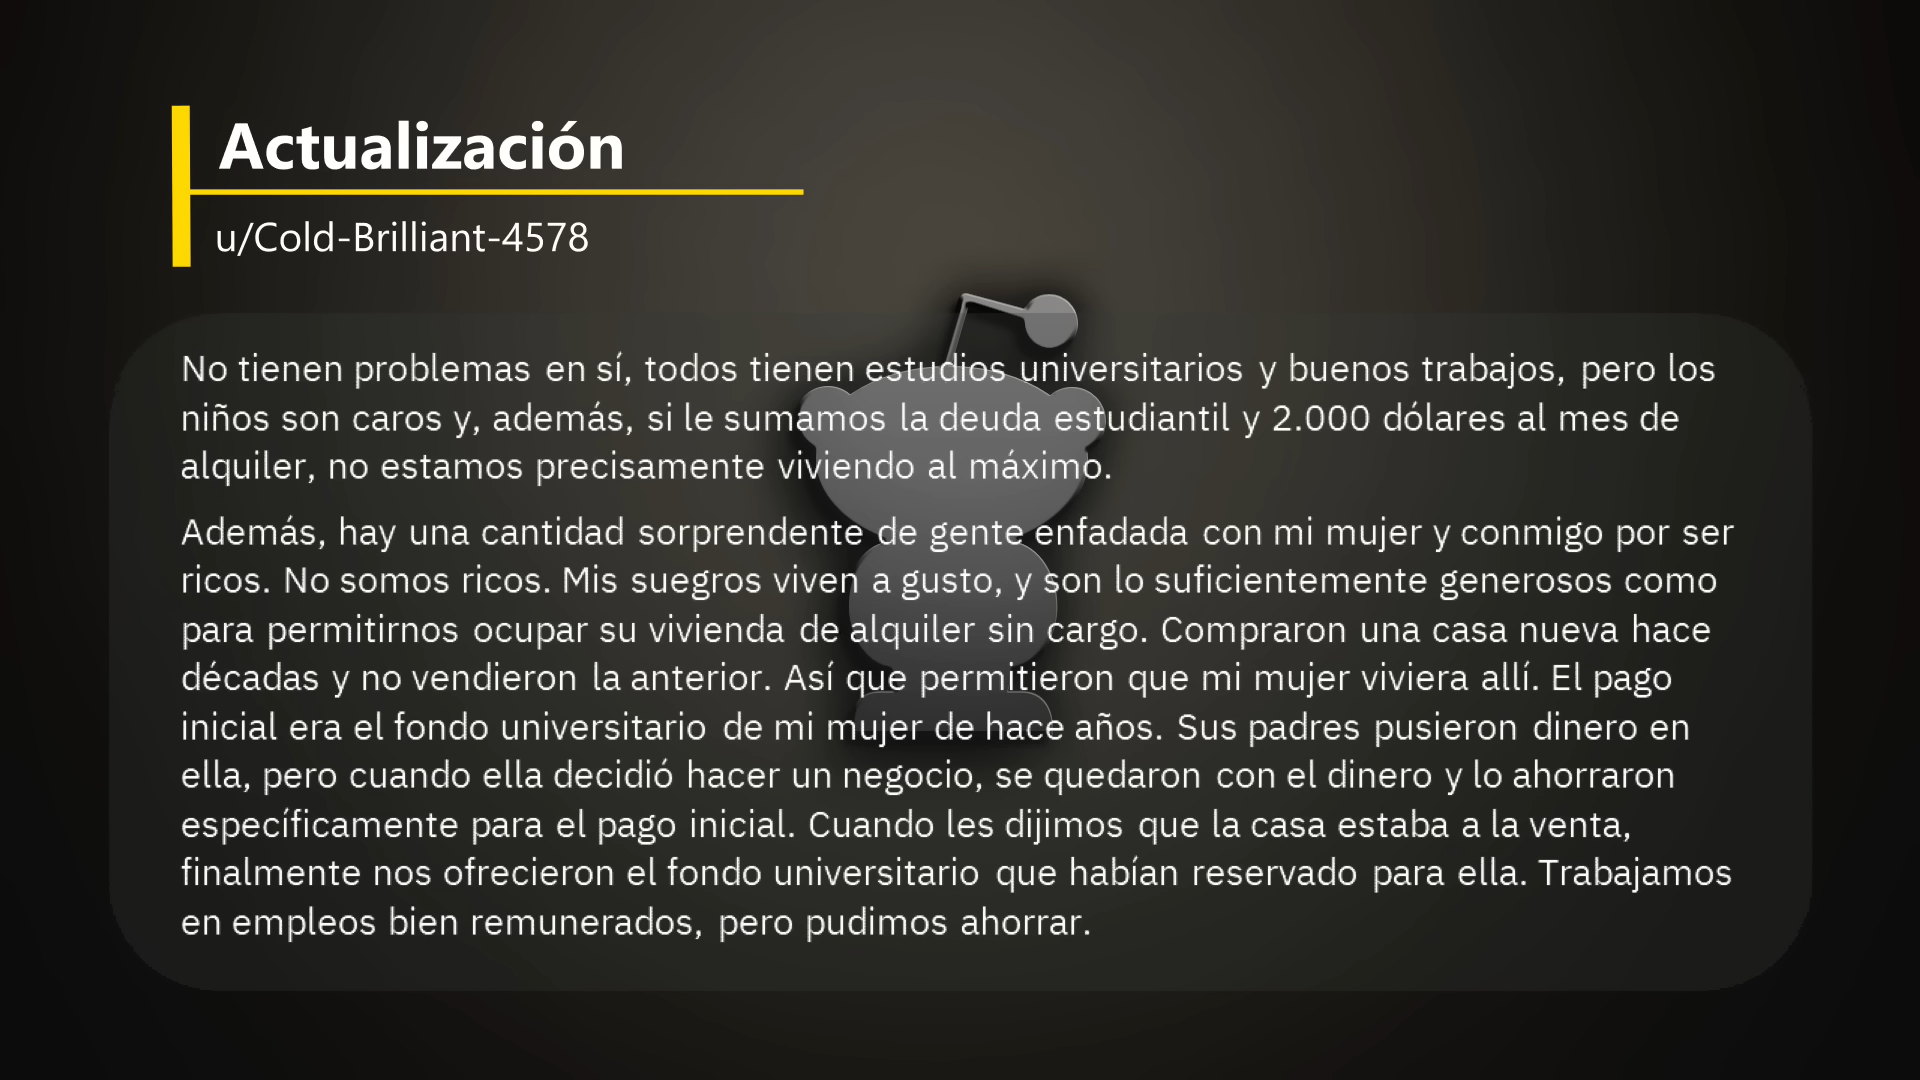 Actualización
u/Cold-Brilliant-4578
No tienen problemas en sí, todos tienen estudios universitarios y buenos trabajos, pero los
niños son caros y, además, si le sumamos la deuda estudiantil y 2.000 dólares al mes de
alquiler, no estamos precisamente viviendo al máximo.
Además, hay una cantidad sorprendente de gente enfadada con mi mujer y conmigo por ser
ricos. No somos ricos. Mis suegros viven a gusto, y son lo suficientemente generosos como
para permitirnos ocupar su vivienda de alquiler sin cargo. Compraron una casa nueva hace
décadas y no vendieron la anterior. Así que permitieron que mi mujer viviera allí. El pago
inicial era el fondo universitario de mi mujer de hace años. Sus padres pusieron dinero en
ella, pero cuando ella decidió hacer un negocio, se quedaron con el dinero y lo ahorraron
específicamente para el pago inicial. Cuando les dijimos que la casa estaba a la venta,
finalmente nos ofrecieron el fondo universitario que habían reservado para ella. Trabajamos
en empleos bien remunerados, pero pudimos ahorrar.